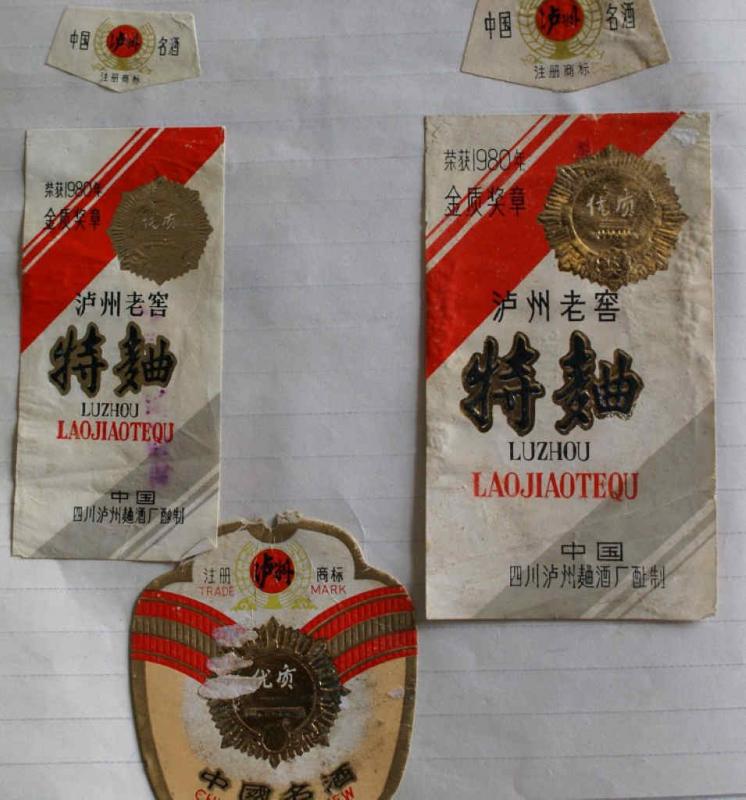 中国 泸州 名酒
注册商标
荣获1980年
金质奖章
优质
泸州老窖
特麯
LUZHOU
LAOJIAOTEQU
中国
四川泸州麯酒厂酿制
中国 泸州 名酒
注册商标
荣获1980年
金质奖章
优质
泸州老窖
特麯
LUZHOU
LAOJIAOTEQU
中国
四川泸州麯酒厂酿制
注册 泸州 商标
TRADE MARK
优质
中國名酒